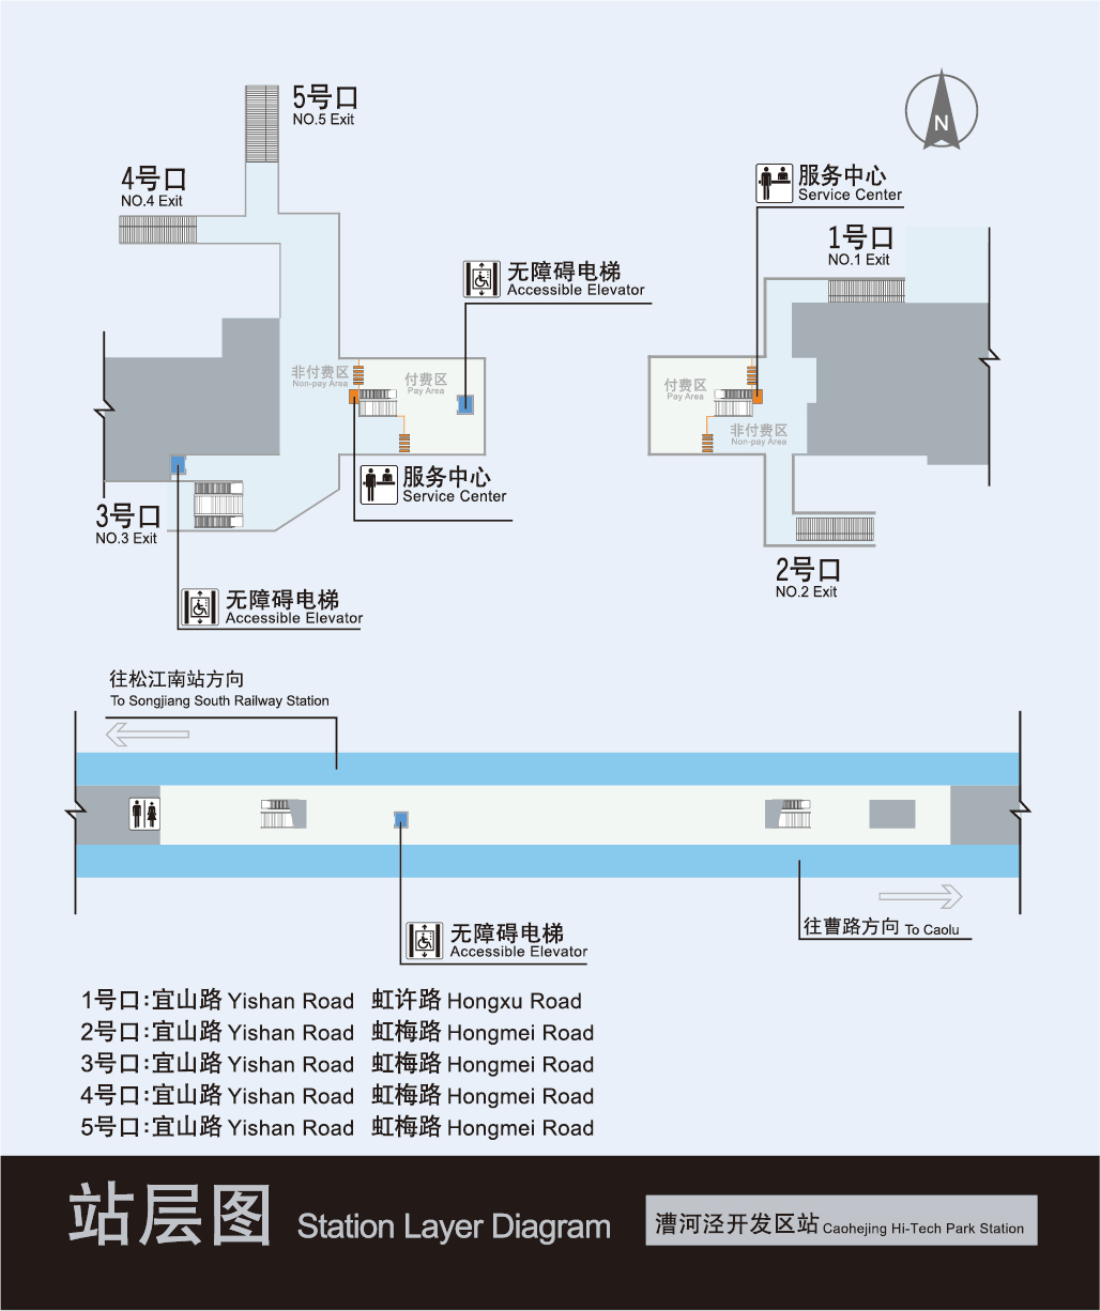 5号口
NO.5 Exit
N
4号口
NO.4 Exit
服务中心
Service Center
1号口
NO.1 Exit
无障碍电梯
Accessible Elevator
非付费区
Non-pay Area
付费区
Pay Area
付费区
Pay Area
非付费区
Non-pay Area
服务中心
Service Center
3号口
NO.3 Exit
2号口
NO.2 Exit
无障碍电梯
Accessible Elevator
往松江南站方向
To Songjiang South Railway Station
往曹路方向 To Caolu
无障碍电梯
Accessible Elevator
1号口:宜山路 Yishan Road 虹许路 Hongxu Road
2号口:宜山路 Yishan Road 虹梅路 Hongmei Road
3号口:宜山路 Yishan Road 虹梅路 Hongmei Road
4号口:宜山路 Yishan Road 虹梅路 Hongmei Road
5号口:宜山路 Yishan Road 虹梅路 Hongmei Road
站层图 Station Layer Diagram
漕河泾开发区站 Caohejing Hi-Tech Park Station